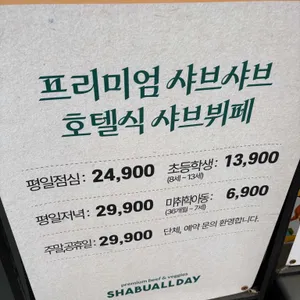 프리미엄 샤브샤브
호텔식 샤브뷔페
평일점심: 24,900
초등학생: 13,900
(8세~13세)
평일저녁: 29,900
미취학아동: 6,900
(36개월~7세)
주말,공휴일: 29,900
단체, 예약 문의 환영합니다.
premium beef & veggies
SHABUALLDAY